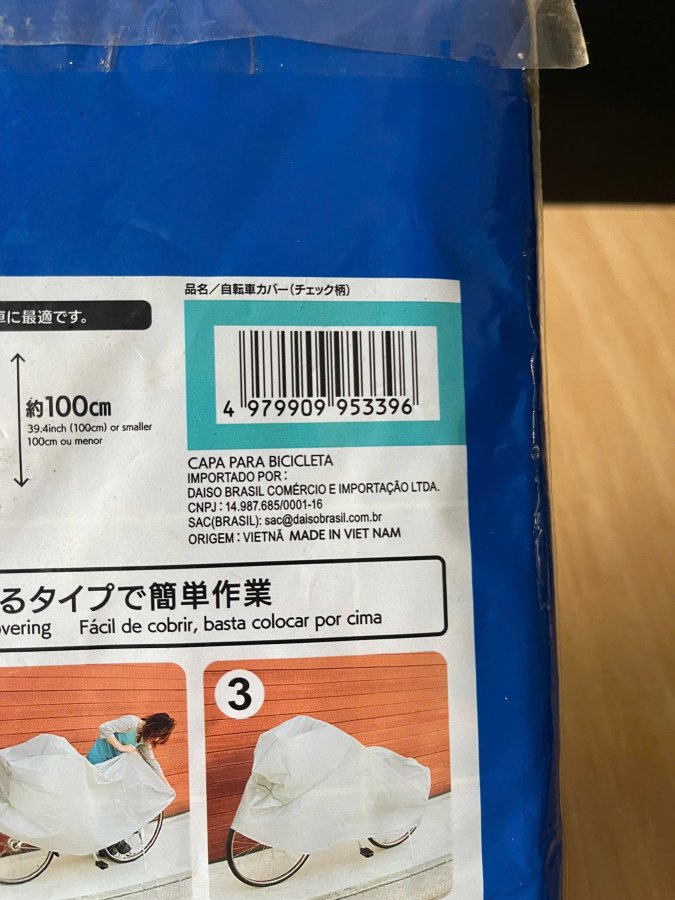 品名／自転車カバー（チェック柄）
車に最適です。
4 979909 953396
約100cm
39.4inch (100cm) or smaller
100cm ou menor
CAPA PARA BICICLETA
IMPORTADO POR：
DAISO BRASIL COMÉRCIO E IMPORTAÇÃO LTDA.
CNPJ：14.987.685/0001-16
SAC(BRASIL): sac@daisobrasil.com.br
ORIGEM：VIETNÃ MADE IN VIET NAM
るタイプで簡単作業
overing Fácil de cobrir, basta colocar por cima
3